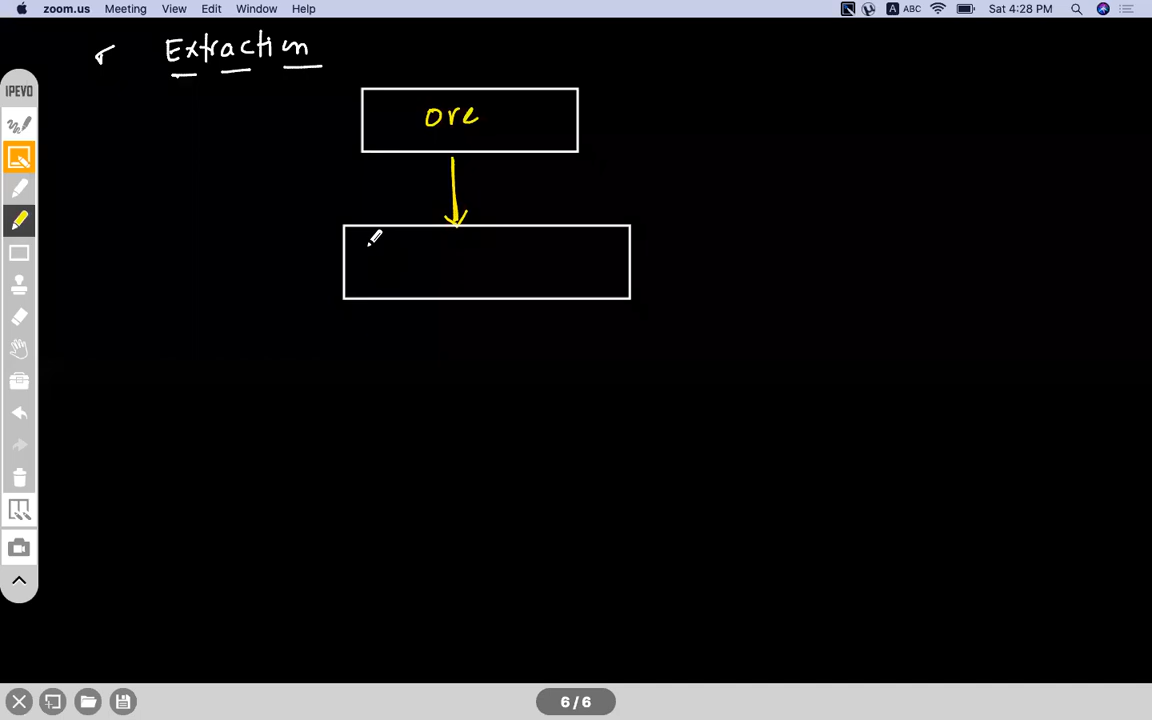 zoom.us Meeting View Edit Window Help ABC Sat 4:28 PM
Extraction
IPEVO
ore
6 / 6